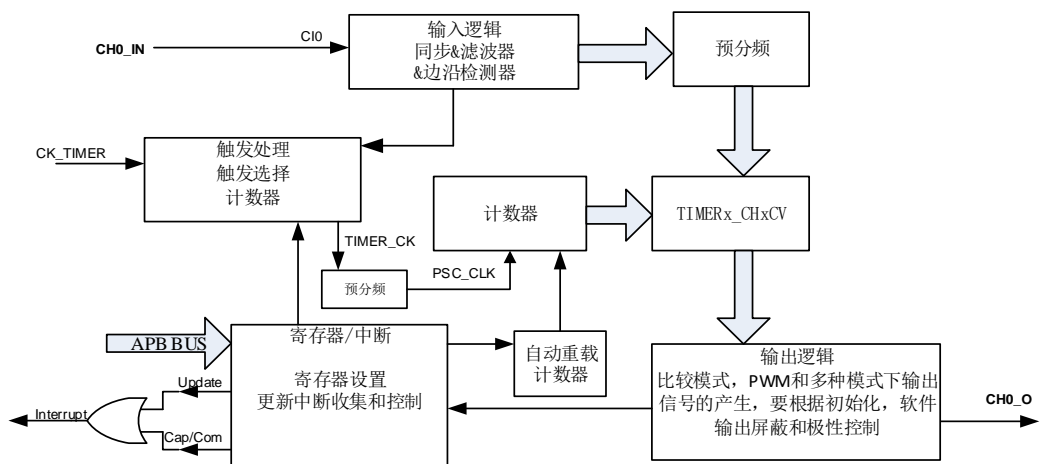 CH0_IN
CI0
输入逻辑
同步&滤波器
&边沿检测器
预分频
CK_TIMER
触发处理
触发选择
计数器
计数器
TIMERx_CHxCV
TIMER_CK
预分频
PSC_CLK
APB BUS
寄存器/中断
寄存器设置
更新中断收集和控制
自动重载
计数器
输出逻辑
比较模式，PWM和多种模式下输出
信号的产生，要根据初始化，软件
输出屏蔽和极性控制
CH0_O
Update
Interrupt
Cap/Com